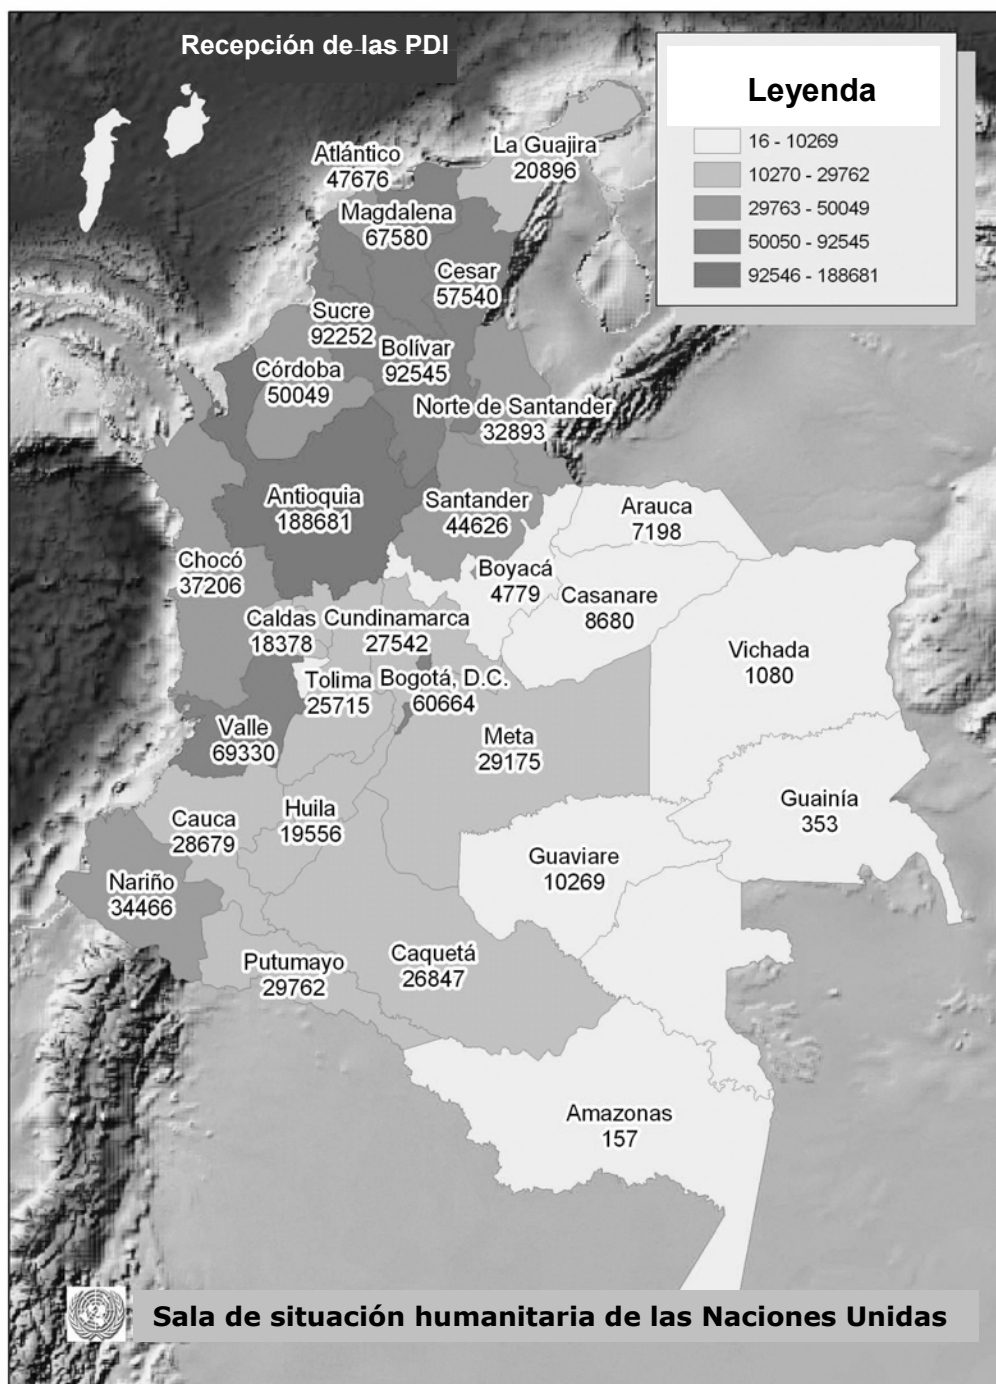 Recepción de las PDI
Leyenda
16 - 10269
10270 - 29762
29763 - 50049
50050 - 92545
92546 - 188681
La Guajira
20896
Atlántico
47676
Magdalena
67580
Cesar
57540
Sucre
92252
Bolívar
92545
Córdoba
50049
Norte de Santander
32893
Antioquia
188681
Santander
44626
Arauca
7198
Chocó
37206
Boyacá
4779
Casanare
8680
Caldas
18378
Cundinamarca
27542
Vichada
1080
Tolima
25715
Bogotá, D.C.
60664
Valle
69330
Meta
29175
Guainía
353
Huila
19556
Cauca
28679
Guaviare
10269
Nariño
34466
Putumayo
29762
Caquetá
26847
Amazonas
157
Sala de situación humanitaria de las Naciones Unidas